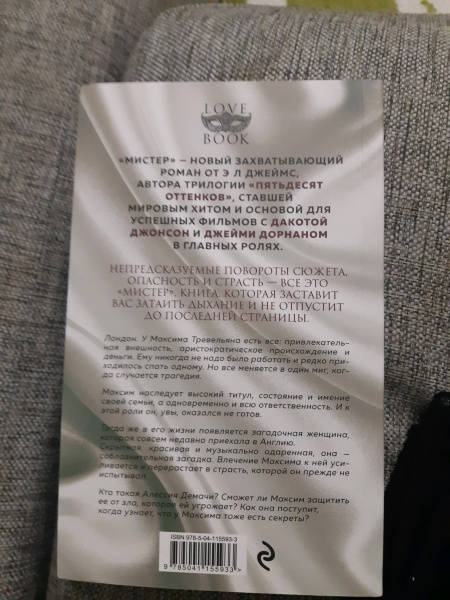 LOVE
BOOK
«МИСТЕР» — НОВЫЙ ЗАХВАТЫВАЮЩИЙ
РОМАН ОТ Э Л ДЖЕЙМС,
АВТОРА ТРИЛОГИИ «ПЯТЬДЕСЯТ
ОТТЕНКОВ», СТАВШЕЙ
МИРОВЫМ ХИТОМ И ОСНОВОЙ ДЛЯ
УСПЕШНЫХ ФИЛЬМОВ С ДАКОТОЙ
ДЖОНСОН И ДЖЕЙМИ ДОРНАНОМ
В ГЛАВНЫХ РОЛЯХ.
НЕПРЕДСКАЗУЕМЫЕ ПОВОРОТЫ СЮЖЕТА,
ОПАСНОСТЬ И СТРАСТЬ — ВСЕ ЭТО
«МИСТЕР», КНИГА, КОТОРАЯ ЗАСТАВИТ
ВАС ЗАТАИТЬ ДЫХАНИЕ И НЕ ОТПУСТИТ
ДО ПОСЛЕДНЕЙ СТРАНИЦЫ.
Лондон. У Максима Тревельяна есть все: привлекатель-
ная внешность, аристократичное происхождение и
деньги. Ему никогда не надо было работать и редко при-
ходилось спать одному. Но все меняется в один миг, ког-
да случается трагедия.
Максим наследует высокий титул, состояние и имение
своей семьи, а одновременно и всю ответственность. И к
этой роли он, увы, оказался не готов.
Тогда же в его жизни появляется загадочная женщина,
которая совсем недавно приехала в Англию.
Скрытная, красивая и музыкально одаренная, она —
соблазнительная загадка. Влечение Максима к ней уси-
ливается и перерастает в страсть, которой он прежде не
испытывал.
Кто такая Алессия Демачи? Сможет ли Максим защитить
ее от зла, которое ей угрожает? Как она поступит,
когда узнает, что у Максима тоже есть секреты?
ISBN 978-5-04-115593-3
9 785041 155933 >